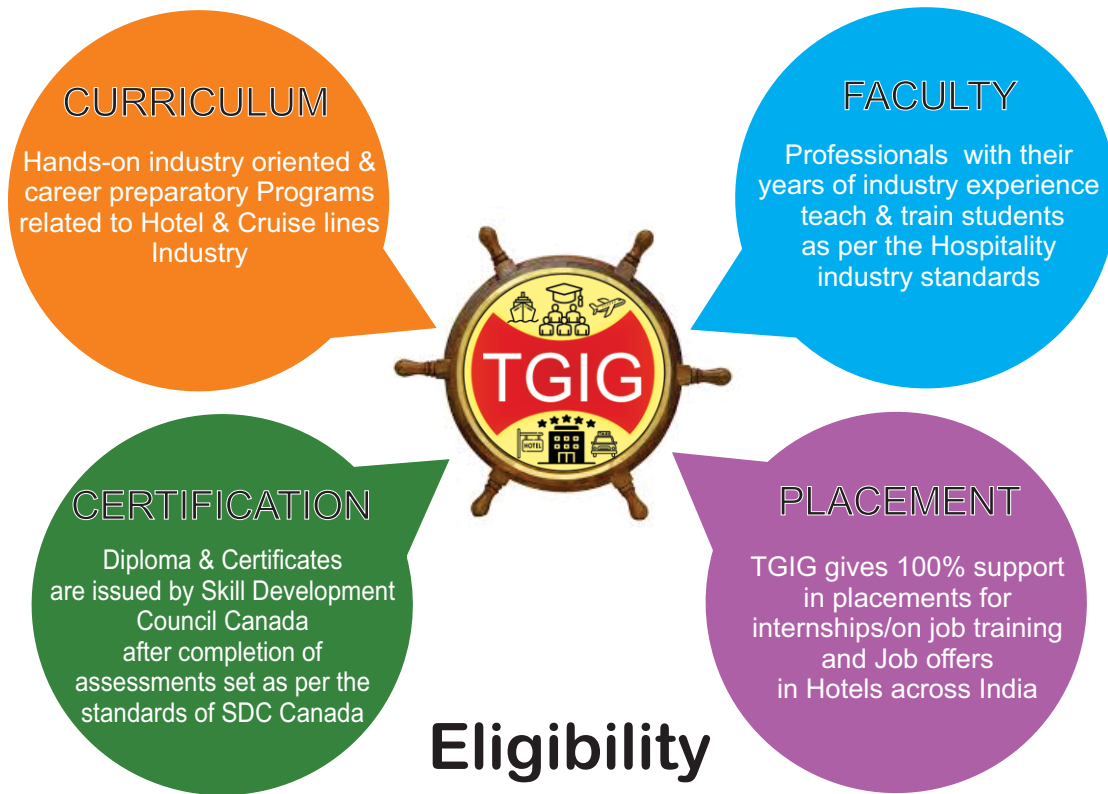 CURRICULUM
Hands-on industry oriented &
career preparatory Programs
related to Hotel & Cruise lines
Industry
FACULTY
Professionals with their
years of industry experience
teach & train students
as per the Hospitality
industry standards
TGIG
HOTEL
CERTIFICATION
Diploma & Certificates
are issued by Skill Development
Council Canada
after completion of
assessments set as per the
standards of SDC Canada
PLACEMENT
TGIG gives 100% support
in placements for
internships/on job training
and Job offers
in Hotels across India
Eligibility